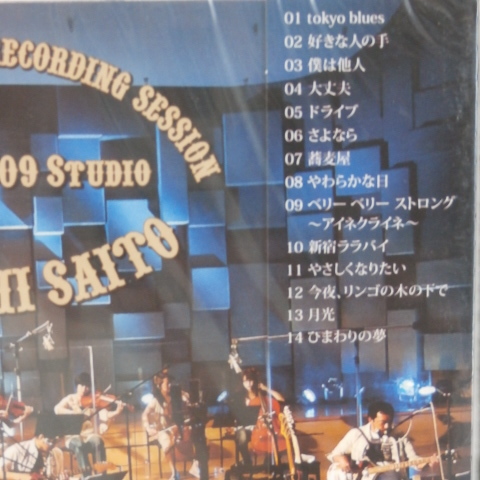 ECORDING SESSION
09 STUDIO
II SAITO
01 tokyo blues
02 好きな人の手
03 僕は他人
04 大丈夫
05 ドライブ
06 さよなら
07 蕎麦屋
08 やわらかな日
09 ベリー ベリー ストロング
～アイネクライネ～
10 新宿ララバイ
11 やさしくなりたい
12 今夜、リンゴの木の下で
13 月光
14 ひまわりの夢